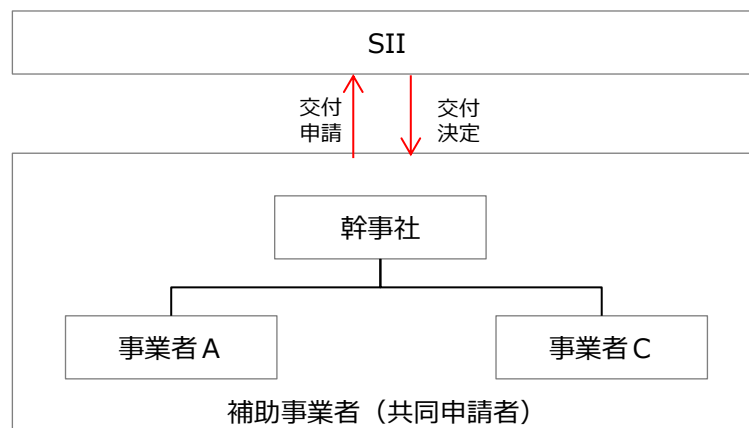 SII
交付
申請
交付
決定
幹事社
事業者A
事業者C
補助事業者（共同申請者）